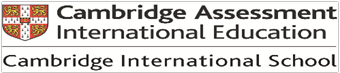 Cambridge Assessment
International Education
Cambridge International School